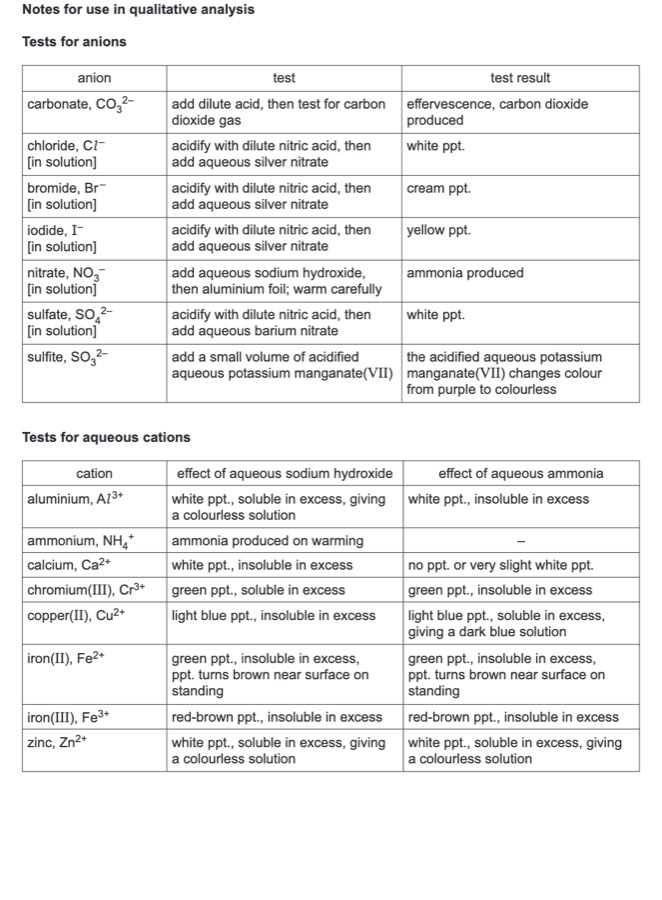 Notes for use in qualitative analysis
Tests for anions
anion test test result
carbonate, CO₃²⁻ add dilute acid, then test for carbon effervescence, carbon dioxide
dioxide gas produced
chloride, Cl⁻ acidify with dilute nitric acid, then white ppt.
[in solution] add aqueous silver nitrate
bromide, Br⁻ acidify with dilute nitric acid, then cream ppt.
[in solution] add aqueous silver nitrate
iodide, I⁻ acidify with dilute nitric acid, then yellow ppt.
[in solution] add aqueous silver nitrate
nitrate, NO₃⁻ add aqueous sodium hydroxide, ammonia produced
[in solution] then aluminium foil; warm carefully
sulfate, SO₄²⁻ acidify with dilute nitric acid, then white ppt.
[in solution] add aqueous barium nitrate
sulfite, SO₃²⁻ add a small volume of acidified the acidified aqueous potassium
aqueous potassium manganate(VII) manganate(VII) changes colour
from purple to colourless
Tests for aqueous cations
cation effect of aqueous sodium hydroxide effect of aqueous ammonia
aluminium, Al³⁺ white ppt., soluble in excess, giving white ppt., insoluble in excess
a colourless solution
ammonium, NH₄⁺ ammonia produced on warming –
calcium, Ca²⁺ white ppt., insoluble in excess no ppt. or very slight white ppt.
chromium(III), Cr³⁺ green ppt., soluble in excess green ppt., insoluble in excess
copper(II), Cu²⁺ light blue ppt., insoluble in excess light blue ppt., soluble in excess,
giving a dark blue solution
iron(II), Fe²⁺ green ppt., insoluble in excess, green ppt., insoluble in excess,
ppt. turns brown near surface on ppt. turns brown near surface on
standing standing
iron(III), Fe³⁺ red-brown ppt., insoluble in excess red-brown ppt., insoluble in excess
zinc, Zn²⁺ white ppt., soluble in excess, giving white ppt., soluble in excess, giving
a colourless solution a colourless solution